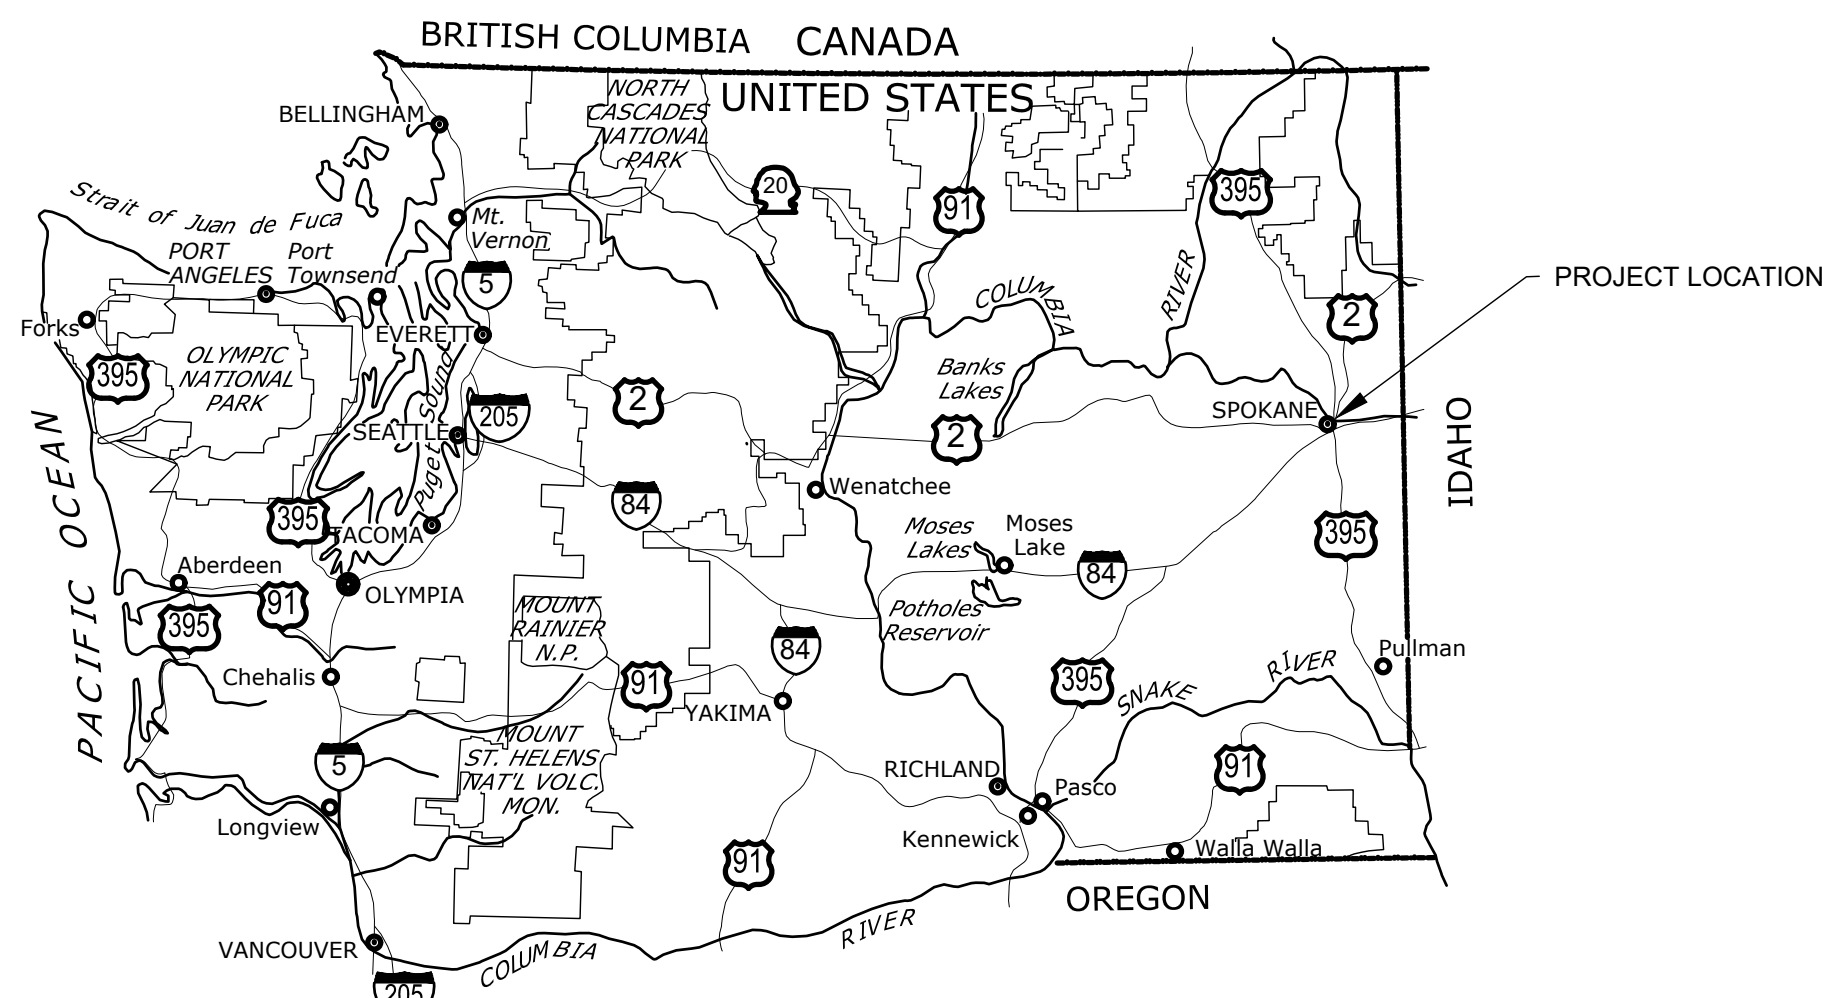 BRITISH COLUMBIA CANADA
UNITED STATES
NORTH
CASCADES
NATIONAL
PARK
BELLINGHAM
20
395
91
Strait of Juan de Fuca
Mt.
Vernon
PORT
ANGELES
Port
Townsend
5
COLUMBIA
RIVER
PROJECT LOCATION
2
Forks
EVERETT
395
OLYMPIC
NATIONAL
PARK
Banks
Lakes
2
205
SPOKANE
IDAHO
SEATTLE
Puget Sound
2
Wenatchee
84
PACIFIC OCEAN
395
TACOMA
Moses
Lakes
Moses
Lake
395
84
Aberdeen
91
OLYMPIA
395
MOUNT
RAINIER
N.P.
Potholes
Reservoir
84
Pullman
Chehalis
91
YAKIMA
395
SNAKE
RIVER
MOUNT
ST. HELENS
NAT'L VOLC.
MON.
5
RICHLAND
Pasco
91
Longview
Kennewick
Walla Walla
91
OREGON
VANCOUVER
COLUMBIA
RIVER
205